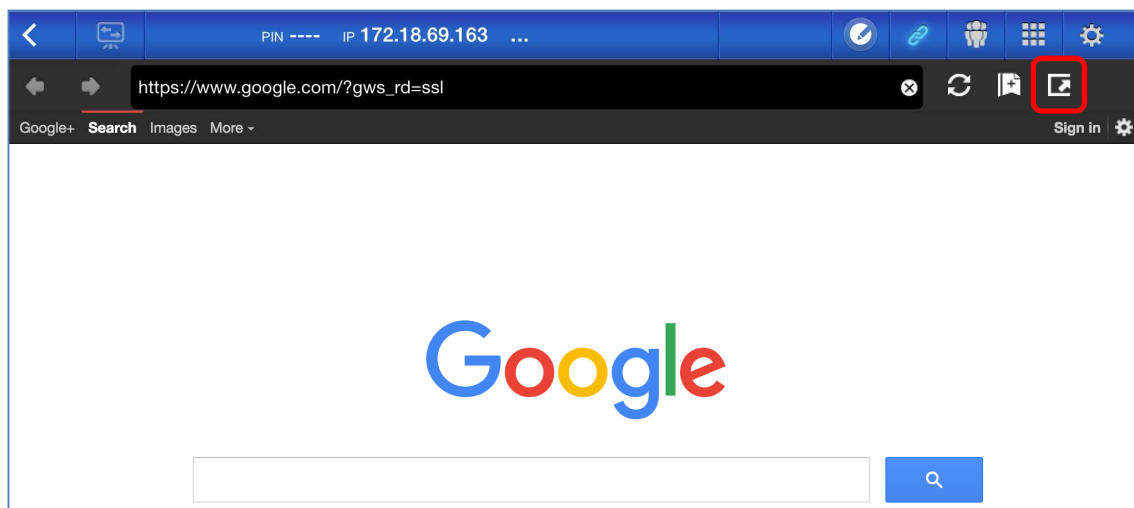 PIN ---- IP 172.18.69.163 ...
https://www.google.com/?gws_rd=ssl
Google+ Search Images More Sign in
Google